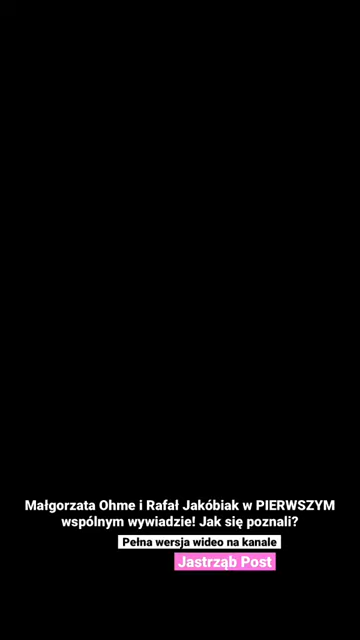 Małgorzata Ohme i Rafał Jakóbiak w PIERWSZYM
wspólnym wywiadzie! Jak się poznali?
Pełna wersja wideo na kanale
Jastrząb Post